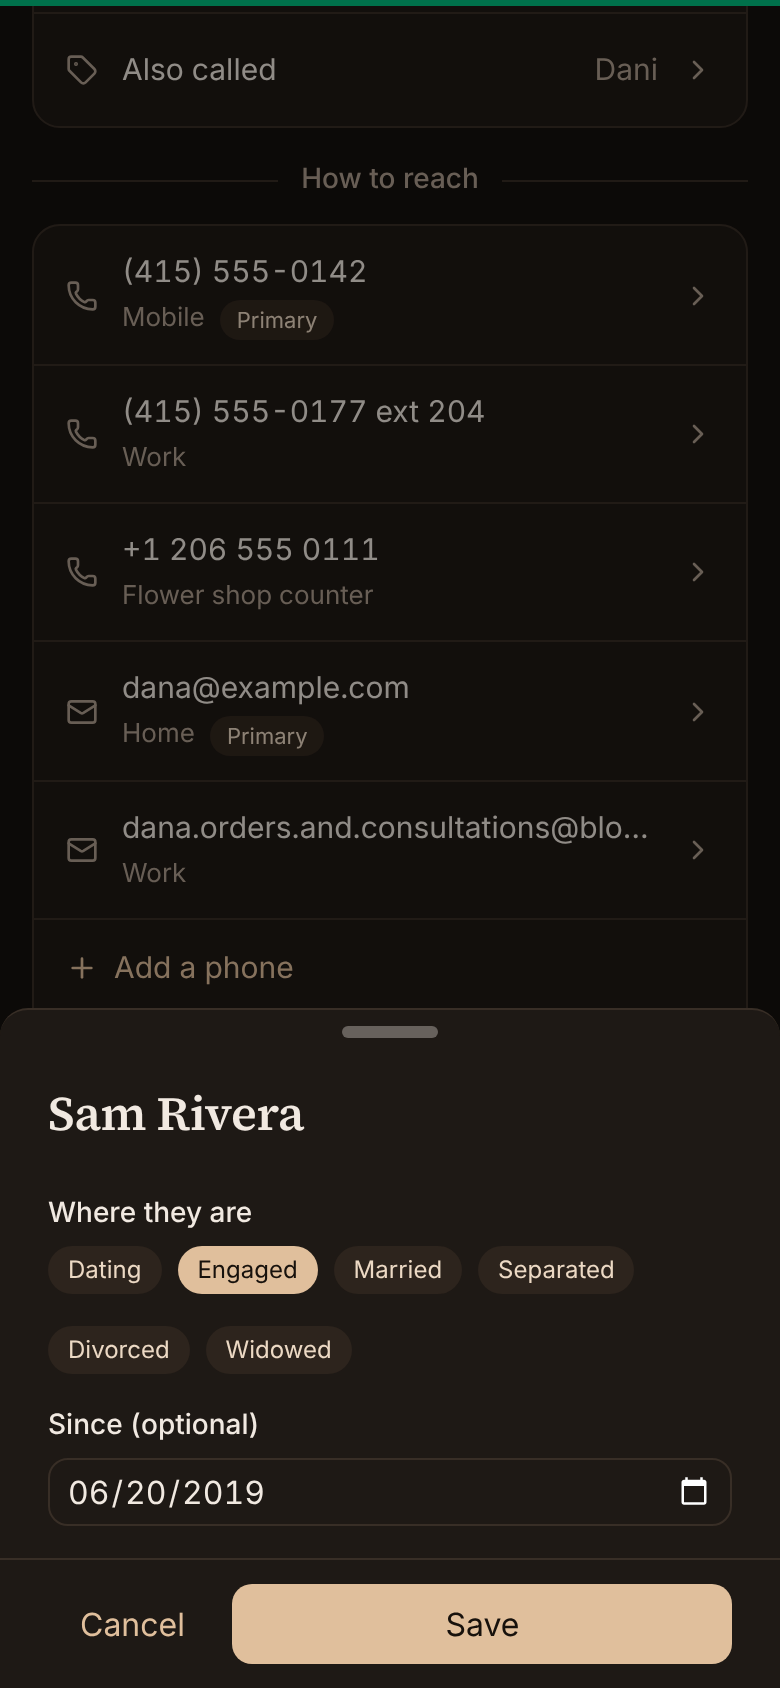 Also called
Dani
How to reach
(415) 555-0142
Mobile
Primary
(415) 555-0177 ext 204
Work
+1 206 555 0111
Flower shop counter
dana@example.com
Home
Primary
dana.orders.and.consultations@blo...
Work
Add a phone
Sam Rivera
Where they are
Dating
Engaged
Married
Separated
Divorced
Widowed
Since (optional)
06/20/2019
Cancel
Save